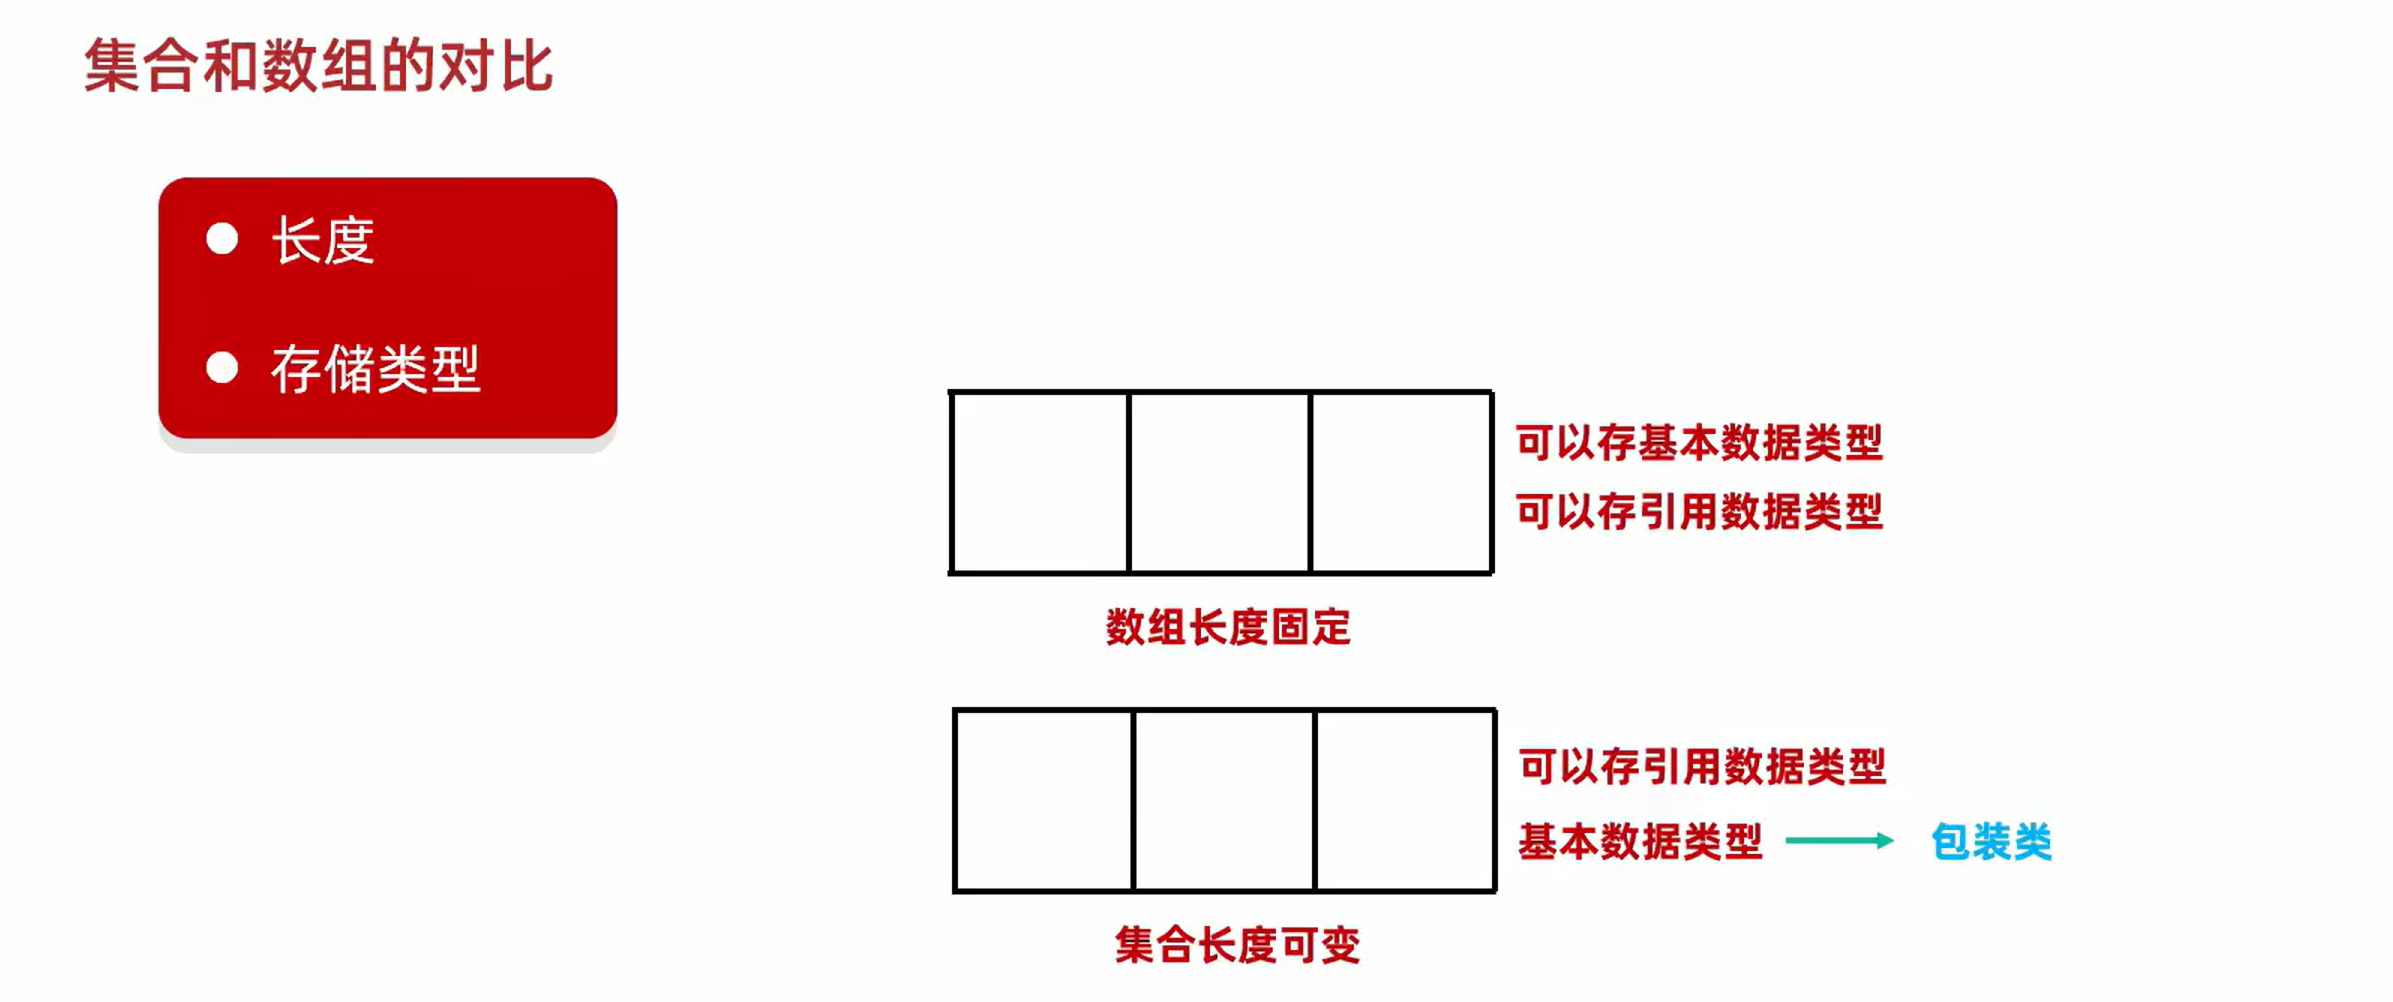 集合和数组的对比
长度
存储类型
可以存基本数据类型
可以存引用数据类型
数组长度固定
可以存引用数据类型
基本数据类型 包装类
集合长度可变